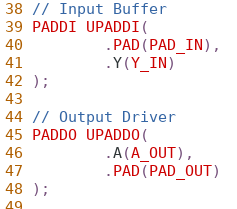 38 // Input Buffer
39 PADDI UPADDI(
40         .PAD(PAD_IN),
41         .Y(Y_IN)
42 );
43
44 // Output Driver
45 PADDO UPADDO(
46         .A(A_OUT),
47         .PAD(PAD_OUT)
48 );
49